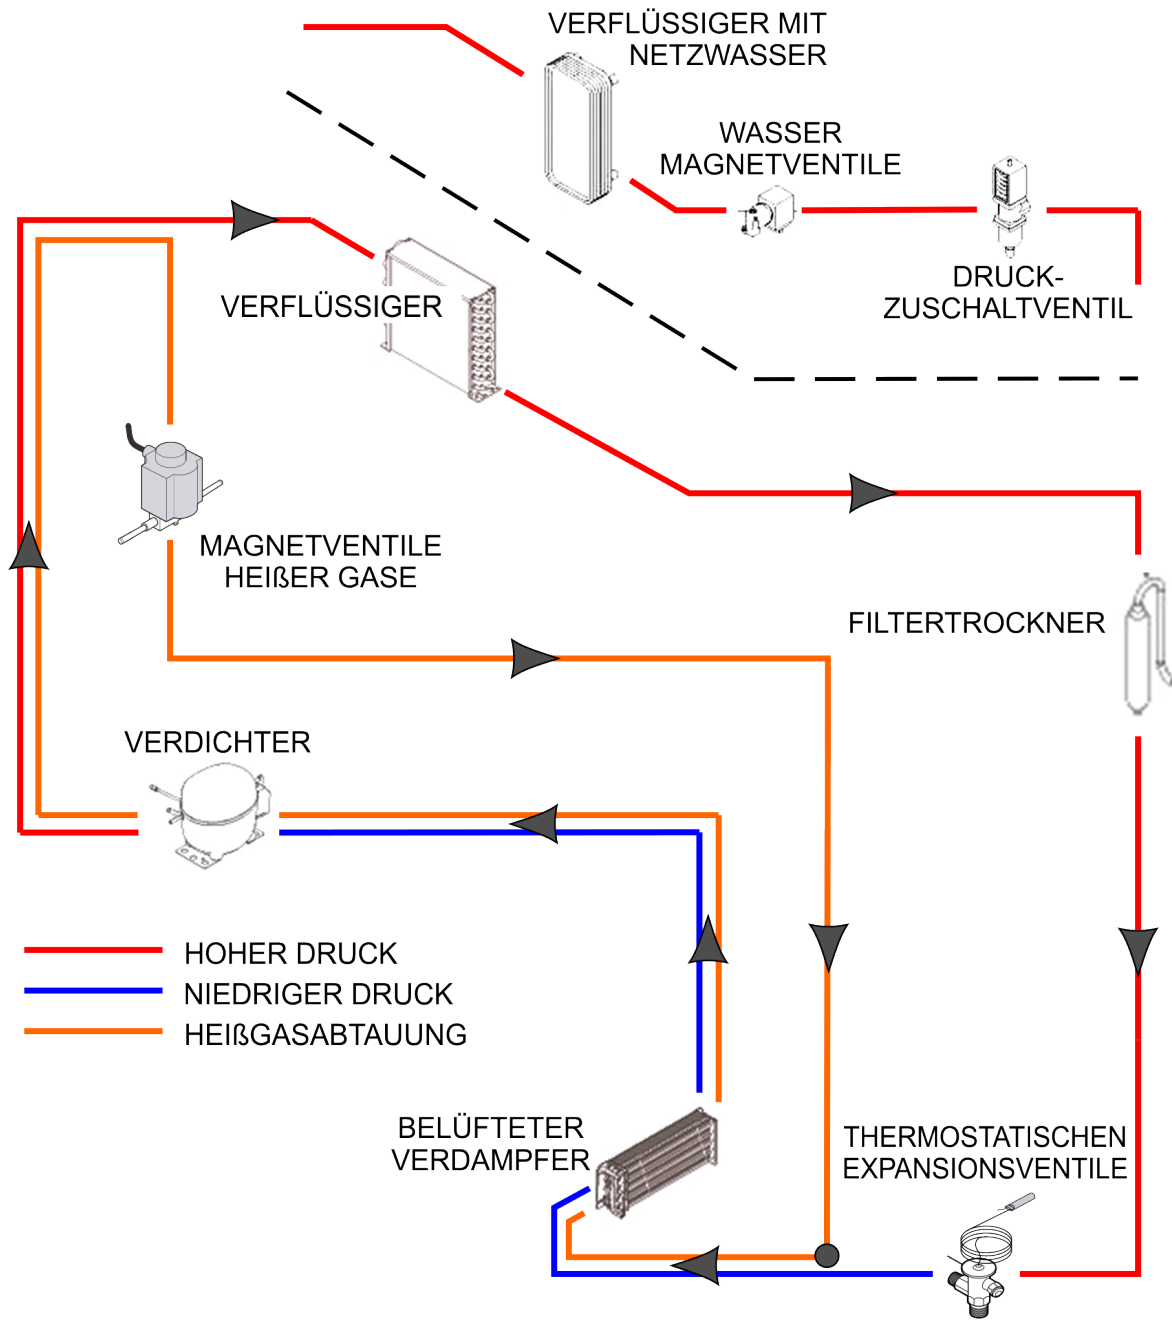 VERFLÜSSIGER MIT
NETZWASSER
WASSER
MAGNETVENTILE
DRUCK-
ZUSCHALTVENTIL
VERFLÜSSIGER
MAGNETVENTILE
HEIßER GASE
FILTERTROCKNER
VERDICHTER
HOHER DRUCK
NIEDRIGER DRUCK
HEIßGASABTAUUNG
BELÜFTETER
VERDAMPFER
THERMOSTATISCHEN
EXPANSIONSVENTILE